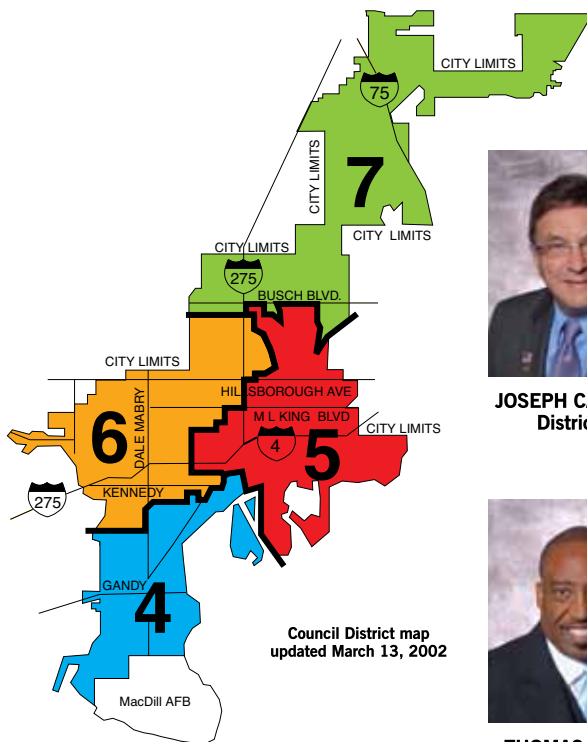 CITY LIMITS
75
CITY LIMITS
7
CITY LIMITS
CITY LIMITS
275
BUSCH BLVD.
CITY LIMITS
HILLSBOROUGH AVE
DALE MABRY
M L KING BLVD
6
CITY LIMITS
4
5
KENNEDY
275
GANDY
4
MacDill AFB
Council District map
updated March 13, 2002
JOSEPH
Distric
THOMAS